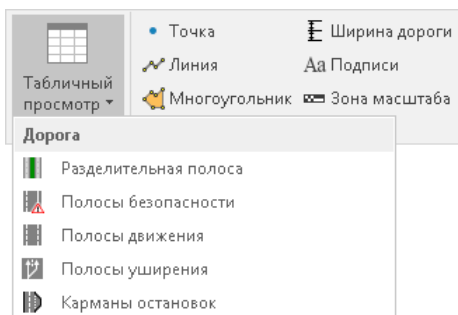 Табличный
просмотр
Точка
Линия
Многоугольник
Ширина дороги
Aa Подписи
Зона масштаба
Дорога
Разделительная полоса
Полосы безопасности
Полосы движения
Полосы уширения
Карманы остановок